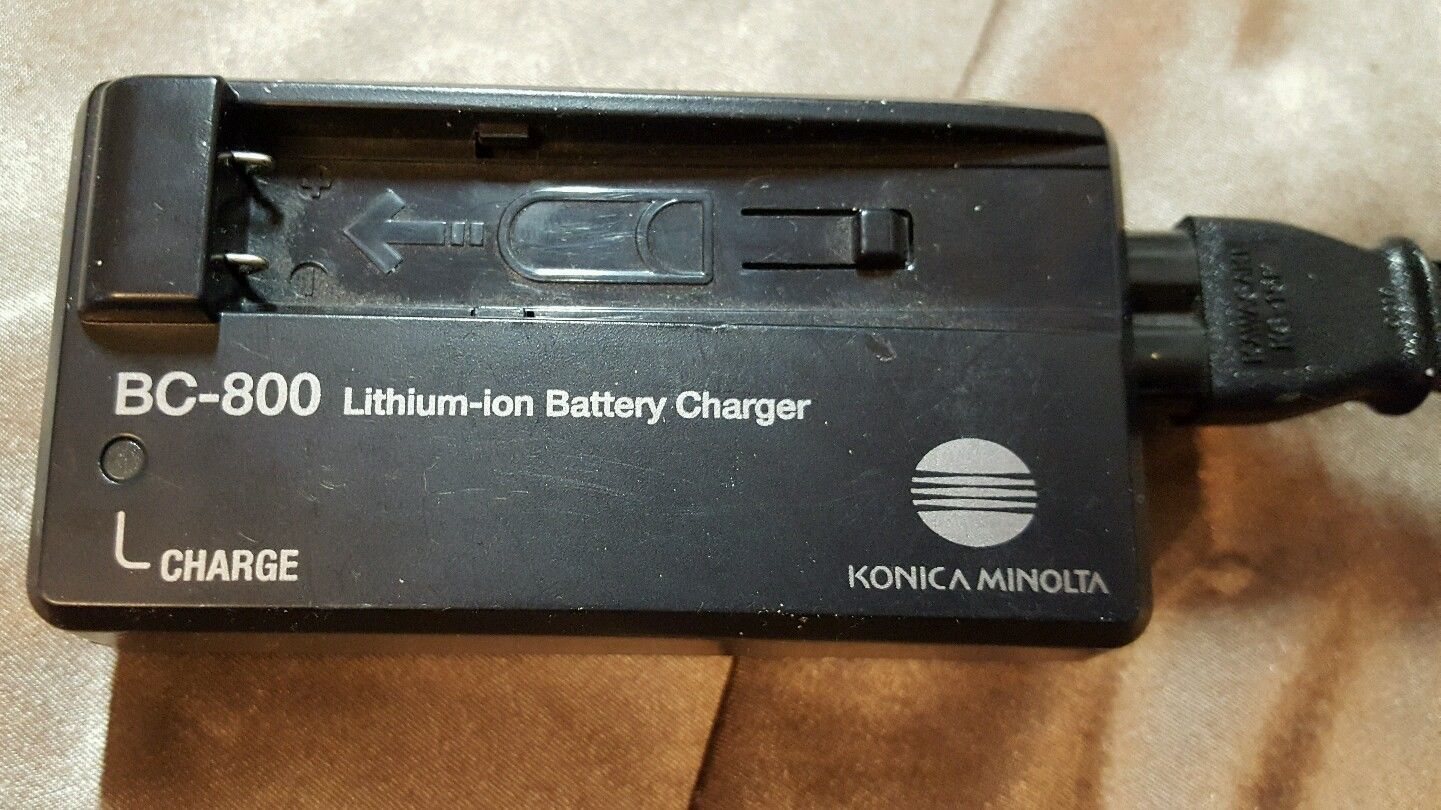 +
−
BC-800 Lithium-ion Battery Charger
CHARGE
KONICA MINOLTA